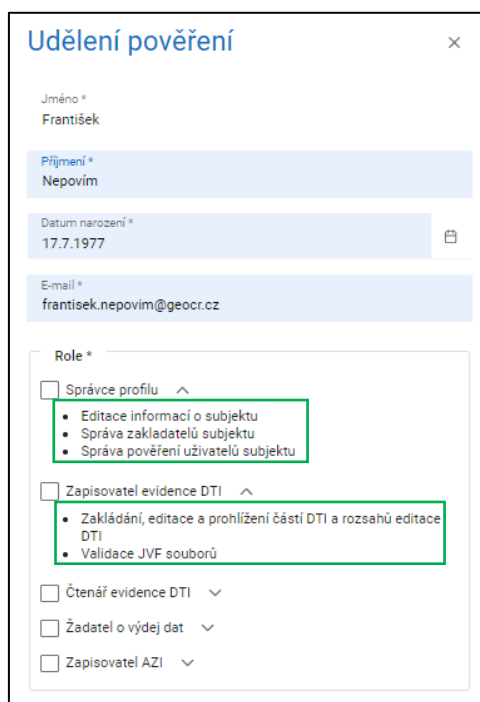 Udělení pověření
Jméno *
František
Příjmení *
Nepovím
Datum narození *
17.7.1977
E-mail *
frantisek.nepovim@geocr.cz
Role *
Správce profilu
Editace informací o subjektu
Správa zakladatelů subjektu
Správa pověření uživatelů subjektu
Zapisovatel evidence DTI
Zakládání, editace a prohlížení částí DTI a rozsahů editace
DTI
Validace JVF souborů
Čtenář evidence DTI
Žadatel o výdej dat
Zapisovatel AZI